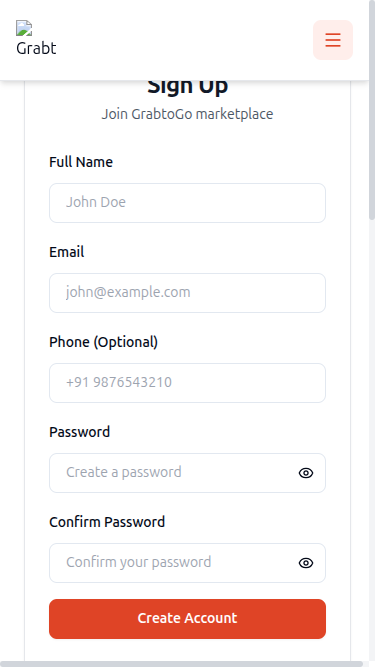 Grabt
Sign Up
Join GrabtoGo marketplace
Full Name
John Doe
Email
john@example.com
Phone (Optional)
+91 9876543210
Password
Create a password
Confirm Password
Confirm your password
Create Account